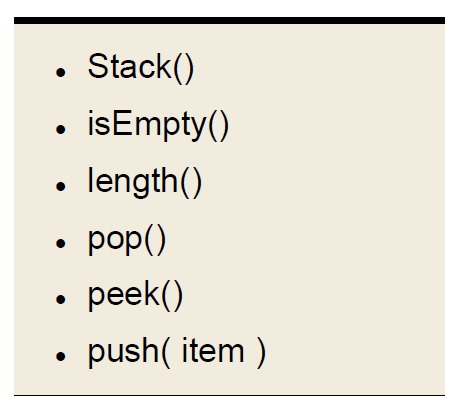 • Stack()
• isEmpty()
• length()
• pop()
• peek()
• push( item )